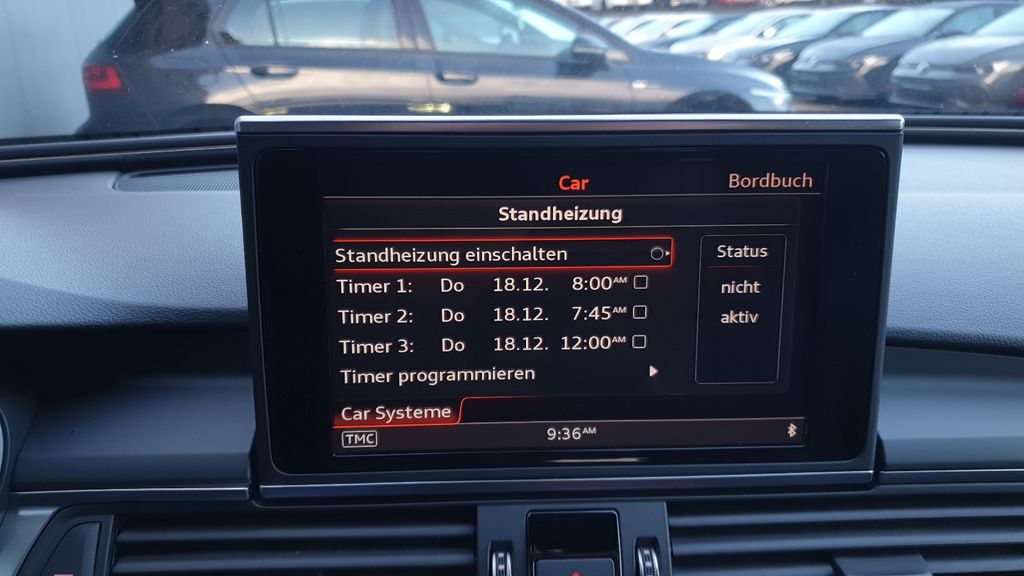 Car
Bordbuch
Standheizung
Standheizung einschalten
Timer 1: Do 18.12. 8:00AM
Timer 2: Do 18.12. 7:45AM
Timer 3: Do 18.12. 12:00AM
Timer programmieren
Status
nicht
aktiv
Car Systeme
TMC
9:36AM